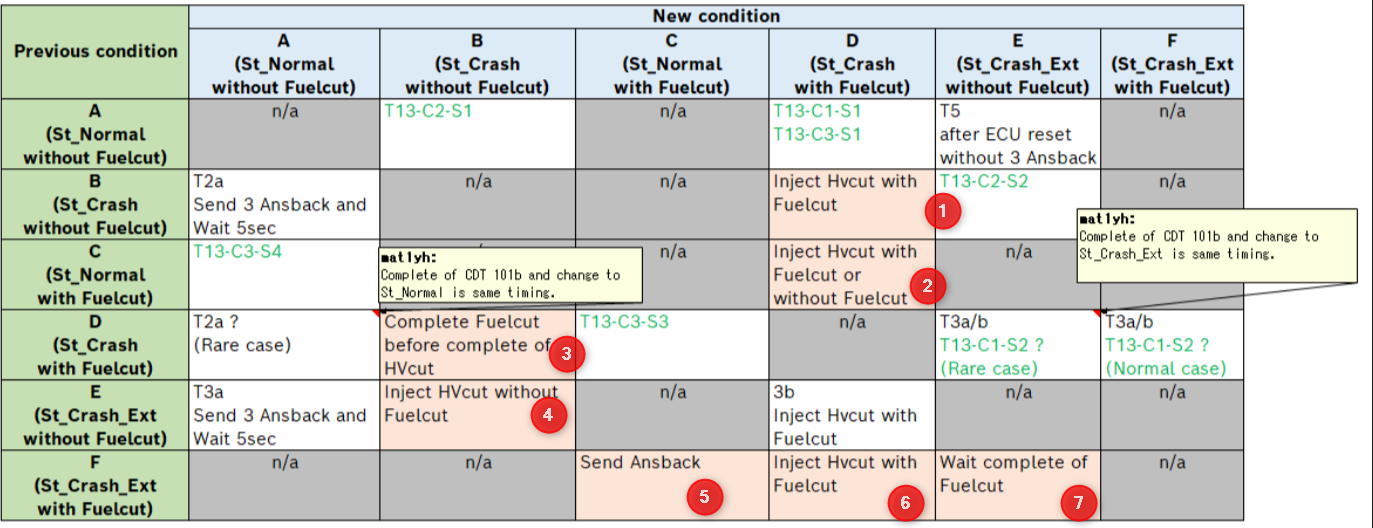 New condition
Previous condition
A
(St_Normal
without Fuelcut)
B
(St_Crash
without Fuelcut)
C
(St_Normal
with Fuelcut)
D
(St_Crash
with Fuelcut)
E
(St_Crash_Ext
without Fuelcut)
F
(St_Crash_Ext
with Fuelcut)
A
(St_Normal
without Fuelcut)
n/a
T13-C2-S1
n/a
T13-C1-S1
T13-C3-S1
T5
after ECU reset
without 3 Ansback
n/a
B
(St_Crash
without Fuelcut)
T2a
Send 3 Ansback and
Wait 5sec
n/a
n/a
Inject Hvcut with
Fuelcut
1
T13-C2-S2
n/a
C
(St_Normal
with Fuelcut)
T13-C3-S4
mat1yh:
Complete of CDT 101b and change to
St_Normal is same timing.
n/a
Inject Hvcut with
Fuelcut or
without Fuelcut
2
n/a
mat1yh:
Complete of CDT 101b and change to
St_Crash_Ext is same timing.
D
(St_Crash
with Fuelcut)
T2a ?
(Rare case)
Complete Fuelcut
before complete of
HVcut
3
T13-C3-S3
n/a
T3a/b
T13-C1-S2 ?
(Rare case)
T3a/b
T13-C1-S2 ?
(Normal case)
E
(St_Crash_Ext
without Fuelcut)
T3a
Send 3 Ansback and
Wait 5sec
Inject HVcut without
Fuelcut
4
n/a
3b
Inject Hvcut with
Fuelcut
n/a
n/a
F
(St_Crash_Ext
with Fuelcut)
n/a
n/a
Send Ansback
5
Inject Hvcut with
Fuelcut
6
Wait complete of
Fuelcut
7
n/a